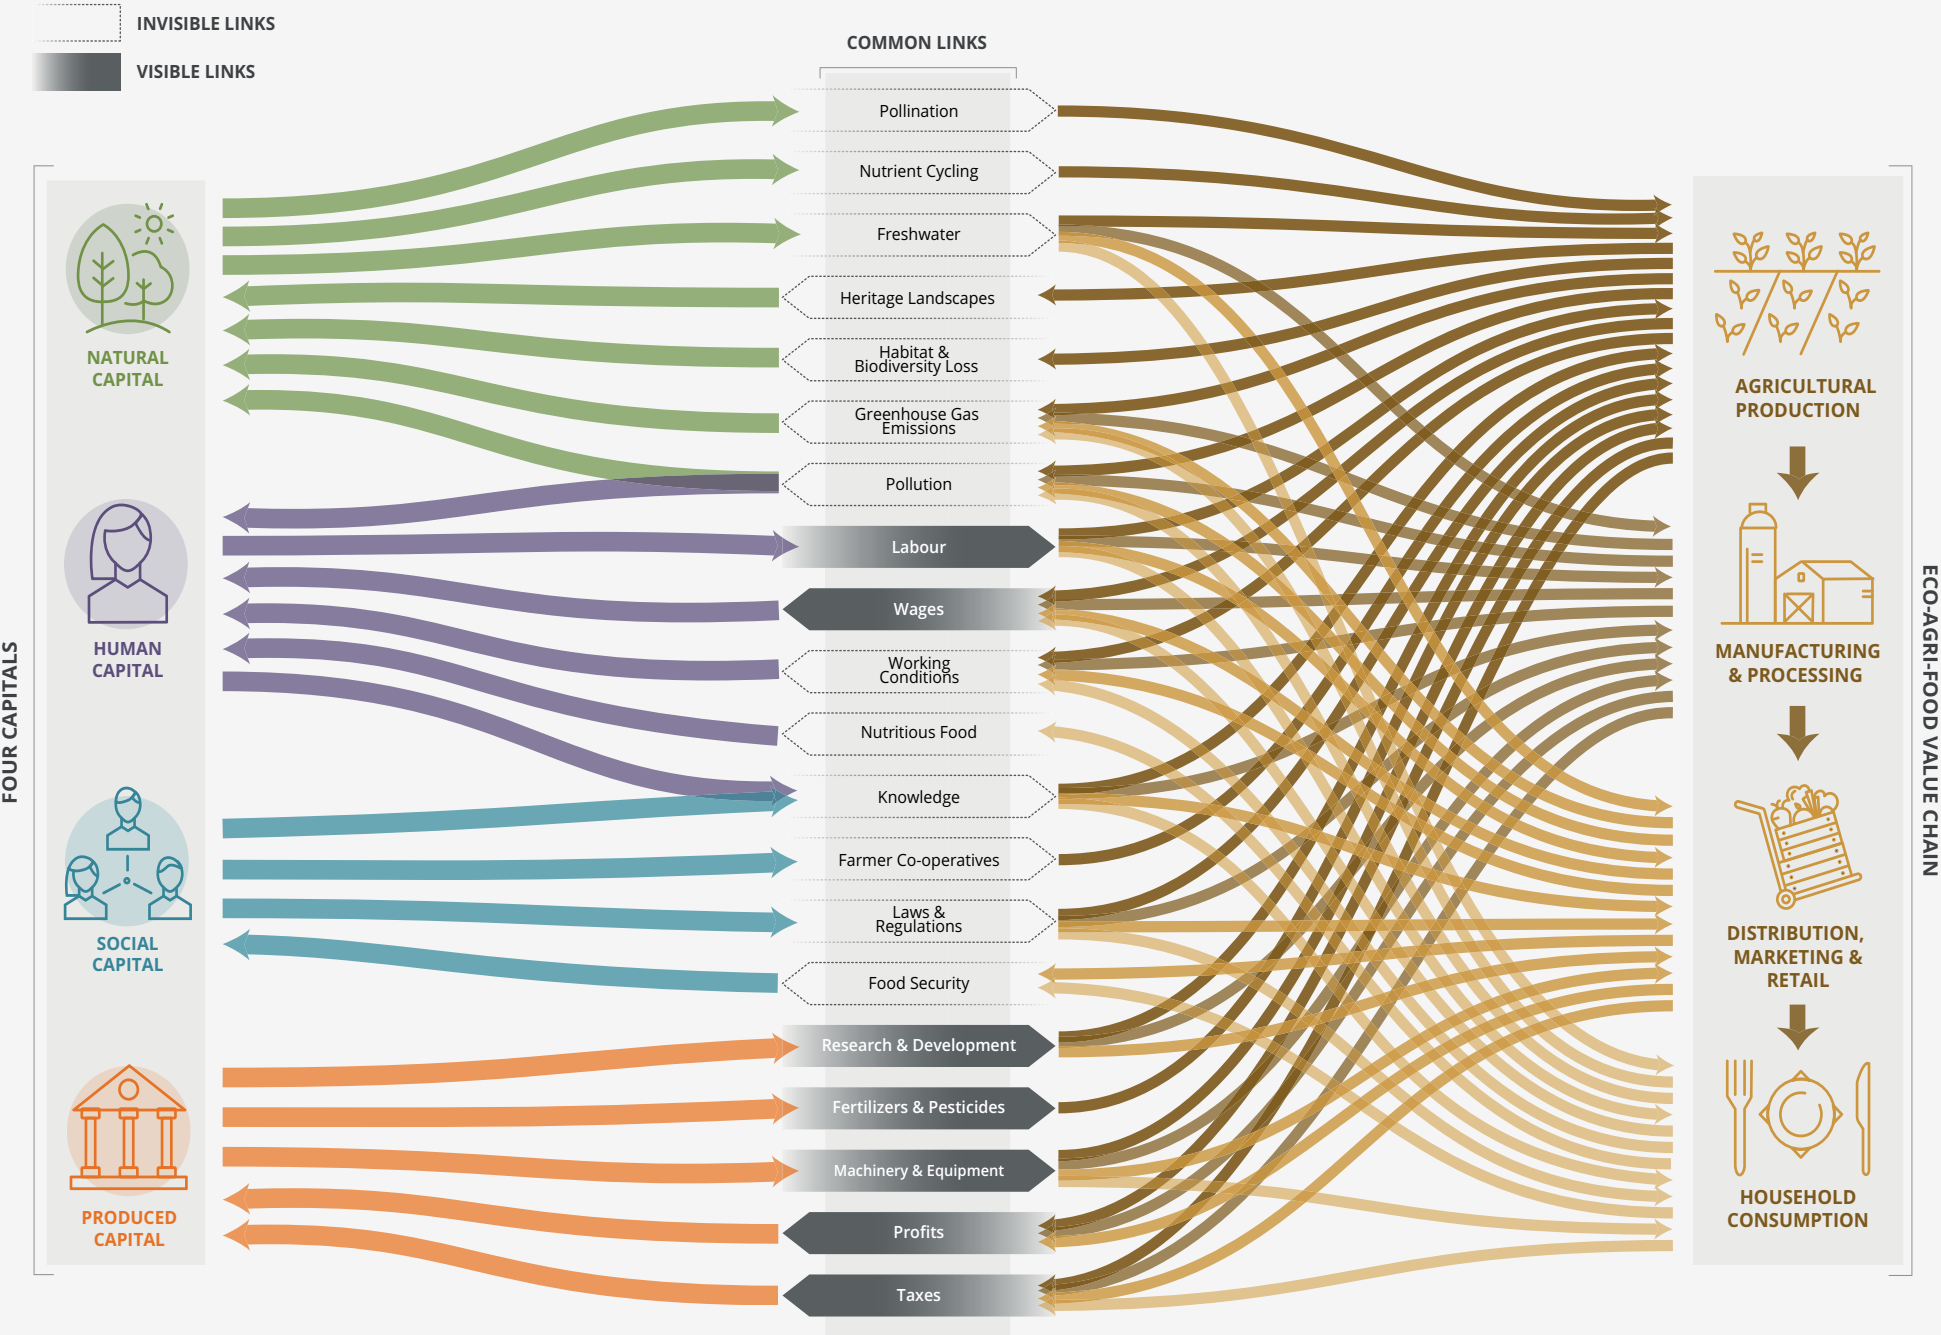 INVISIBLE LINKS
VISIBLE LINKS
COMMON LINKS
FOUR CAPITALS
NATURAL
CAPITAL
HUMAN
CAPITAL
SOCIAL
CAPITAL
PRODUCED
CAPITAL
Pollination
Nutrient Cycling
Freshwater
Heritage Landscapes
Habitat &
Biodiversity Loss
Greenhouse Gas
Emissions
Pollution
Labour
Wages
Working
Conditions
Nutritious Food
Knowledge
Farmer Co-operatives
Laws &
Regulations
Food Security
Research & Development
Fertilizers & Pesticides
Machinery & Equipment
Profits
Taxes
AGRICULTURAL
PRODUCTION
MANUFACTURING
& PROCESSING
DISTRIBUTION,
MARKETING &
RETAIL
HOUSEHOLD
CONSUMPTION
ECO-AGRI-FOOD VALUE CHAIN